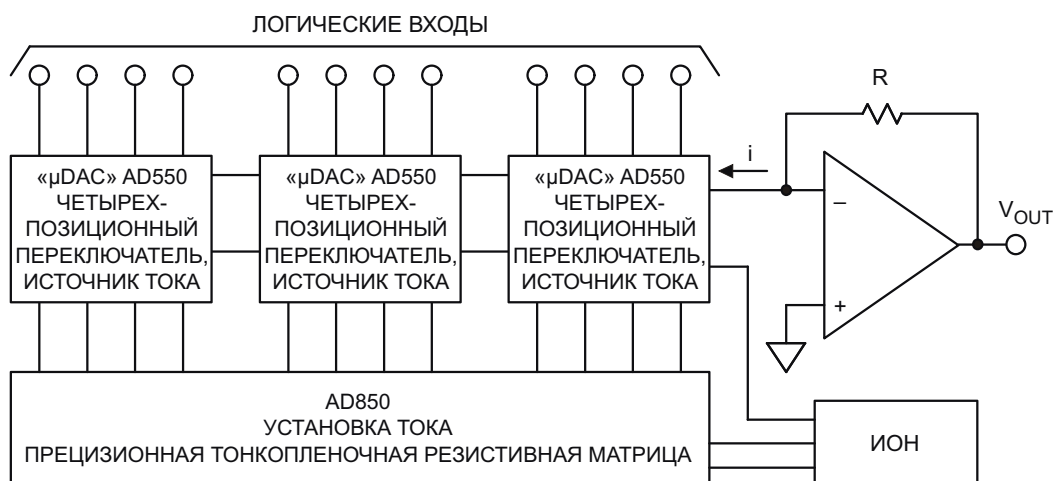 ЛОГИЧЕСКИЕ ВХОДЫ
R
i
«µDAC» AD550
ЧЕТЫРЕХ-
ПОЗИЦИОННЫЙ
ПЕРЕКЛЮЧАТЕЛЬ,
ИСТОЧНИК ТОКА
«µDAC» AD550
ЧЕТЫРЕХ-
ПОЗИЦИОННЫЙ
ПЕРЕКЛЮЧАТЕЛЬ,
ИСТОЧНИК ТОКА
«µDAC» AD550
ЧЕТЫРЕХ-
ПОЗИЦИОННЫЙ
ПЕРЕКЛЮЧАТЕЛЬ,
ИСТОЧНИК ТОКА
–
+
VOUT
AD850
УСТАНОВКА ТОКА
ПРЕЦИЗИОННАЯ ТОНКОПЛЕНОЧНАЯ РЕЗИСТИВНАЯ МАТРИЦА
ИОН